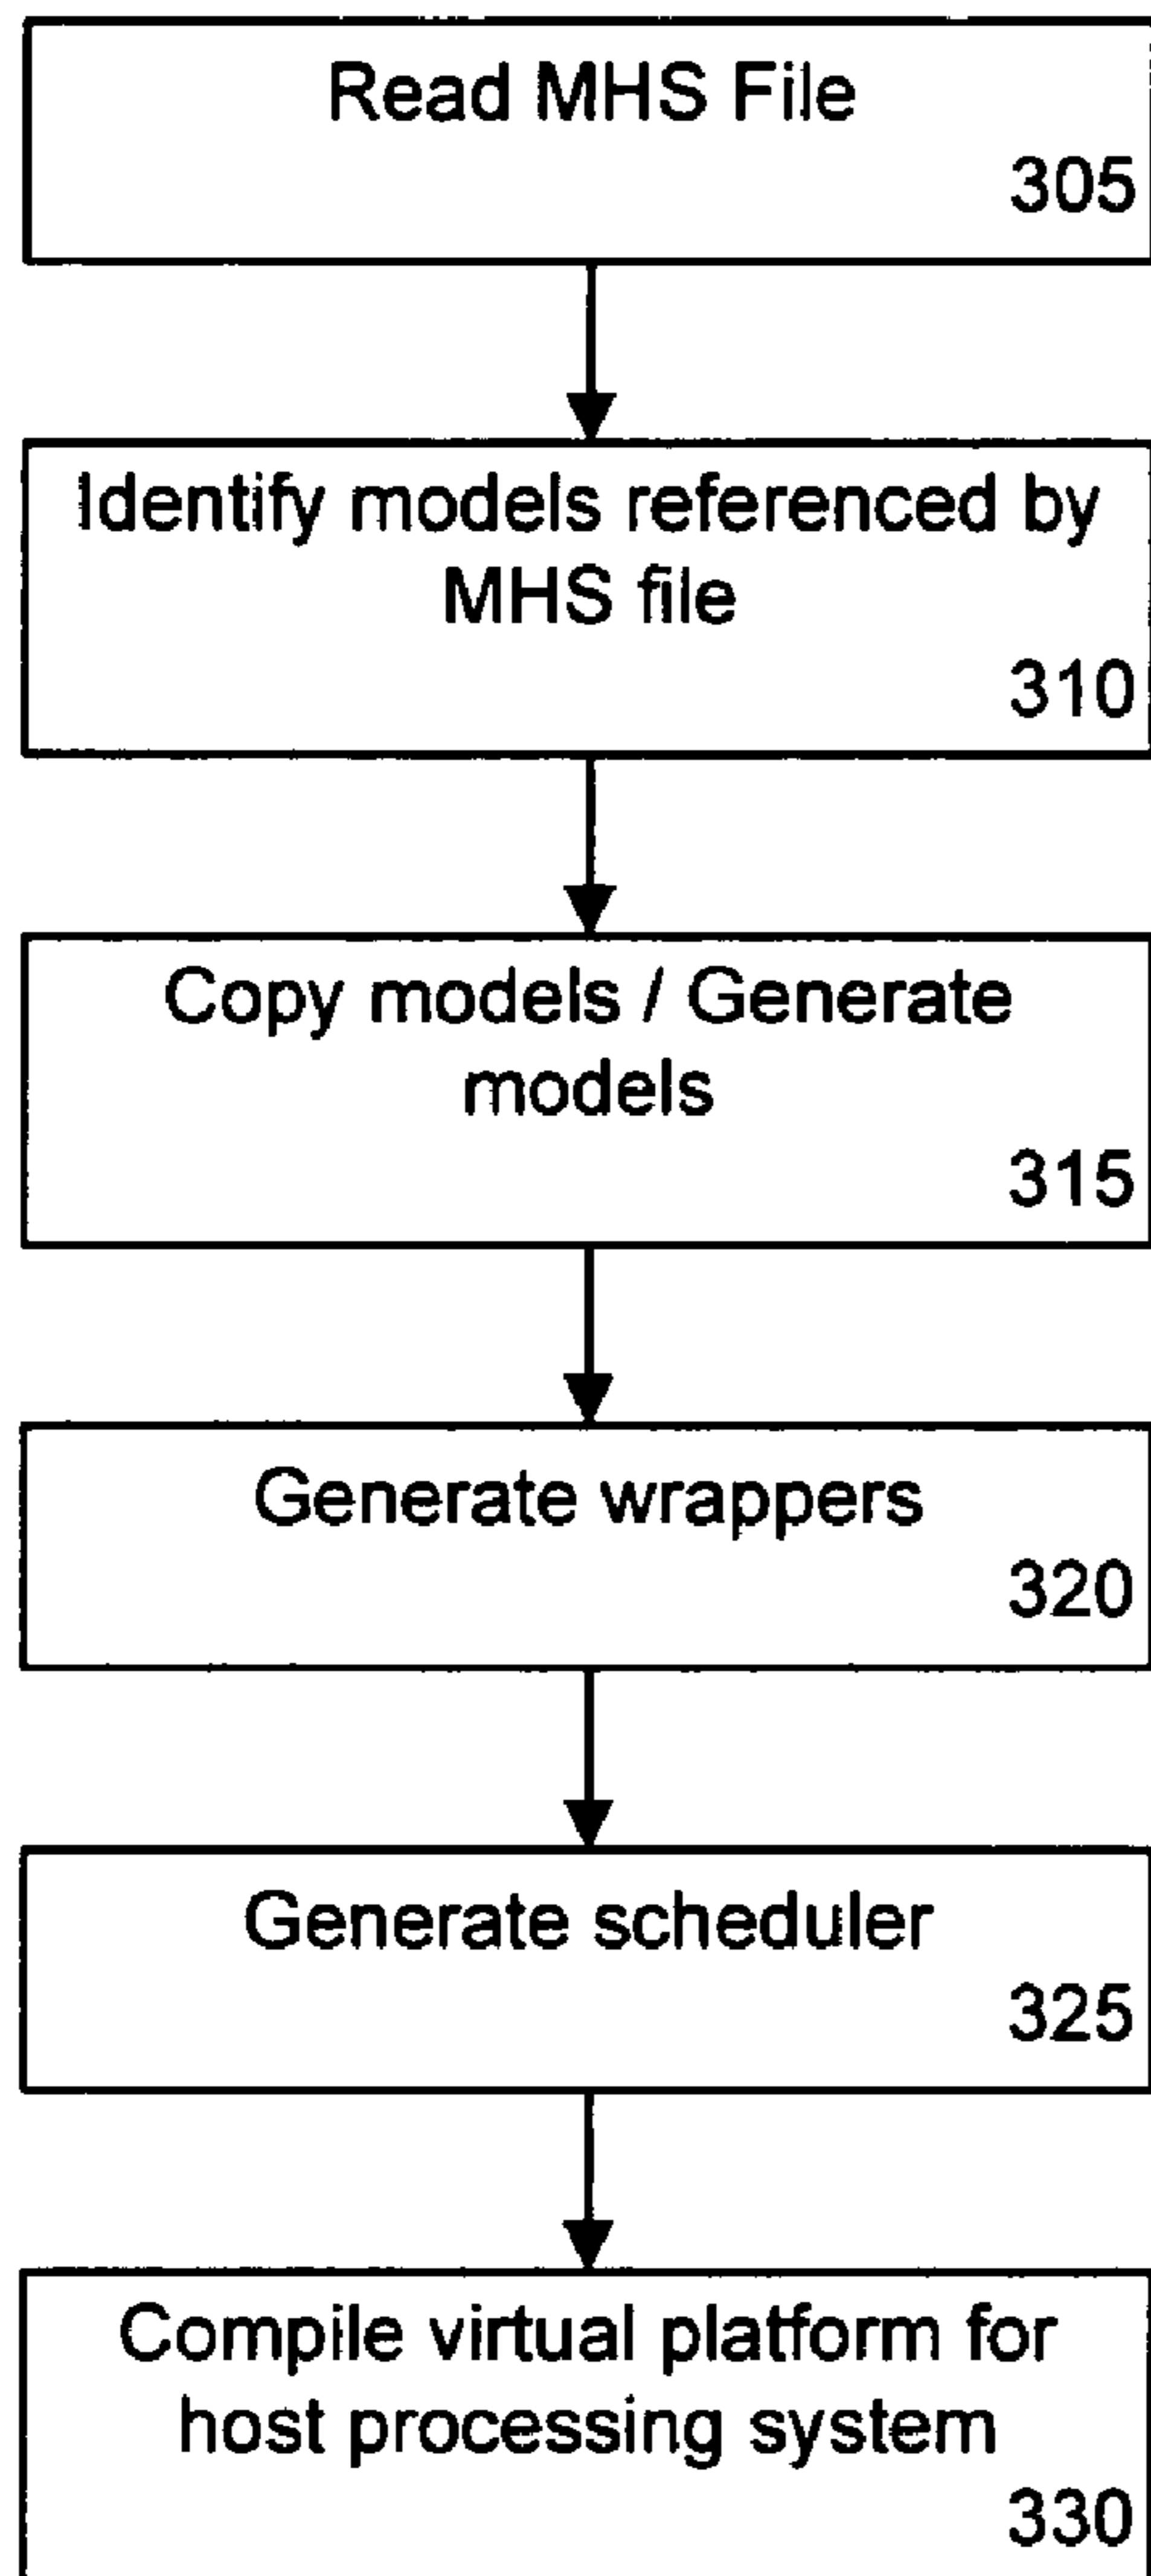 Read MHS File
305
Identify models referenced by
MHS file
310
Copy models / Generate
models
315
Generate wrappers
320
Generate scheduler
325
Compile virtual platform for
host processing system
330